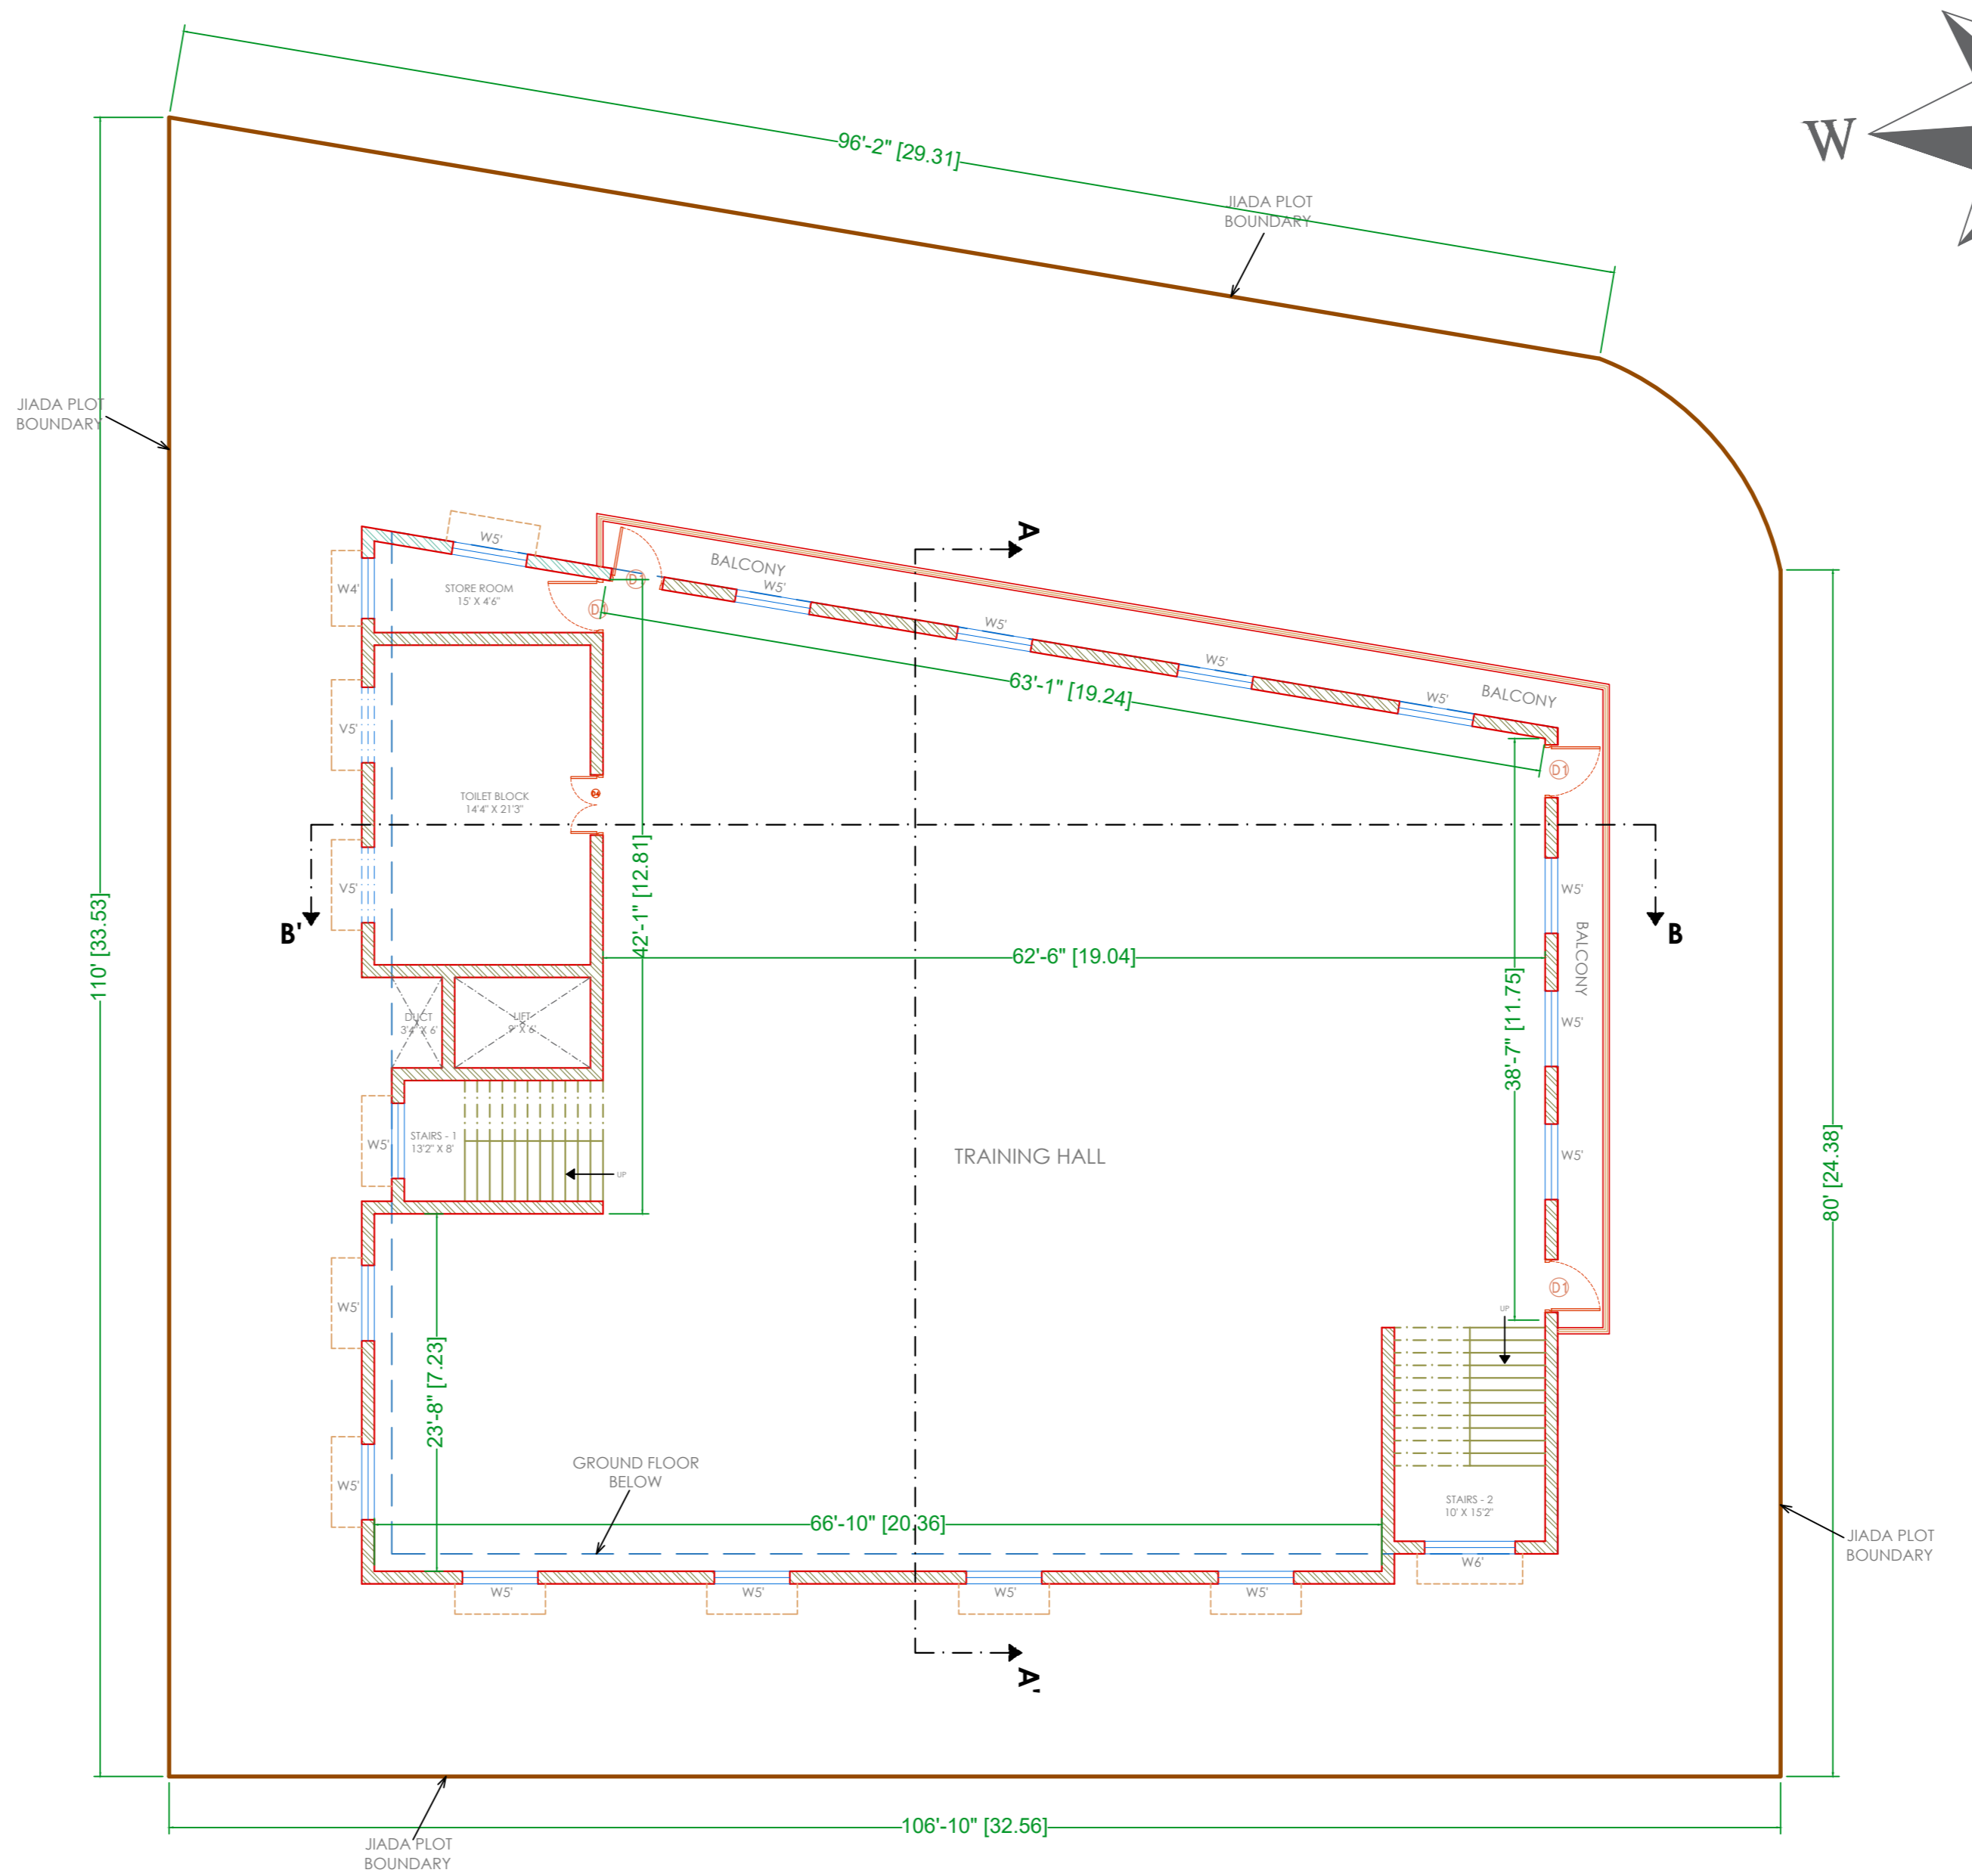 96'-2" [29.31]
W
JIADA PLOT
BOUNDARY
JIADA PLOT
BOUNDARY
A
W5'
BALCONY
W5'
W4'
STORE ROOM
15' X 4'6"
D1
D1
W5'
W5'
63'-1" [19.24]
W5'
BALCONY
V5'
D1
TOILET BLOCK
14'4" X 21'3"
42'-1" [12.81]
V5'
W5'
B'
B
BALCONY
110' [33.53]
62'-6" [19.04]
DUCT
3'4" X 6'
LIFT
9' X 6'
W5'
38'-7" [11.75]
W5'
STAIRS - 1
13'2" X 8'
UP
TRAINING HALL
W5'
80' [24.38]
W5'
D1
UP
23'-8" [7.23]
GROUND FLOOR
BELOW
W5'
STAIRS - 2
10' X 15'2"
66'-10" [20.36]
JIADA PLOT
BOUNDARY
W6'
W5'
W5'
W5'
W5'
A'
106'-10" [32.56]
JIADA PLOT
BOUNDARY